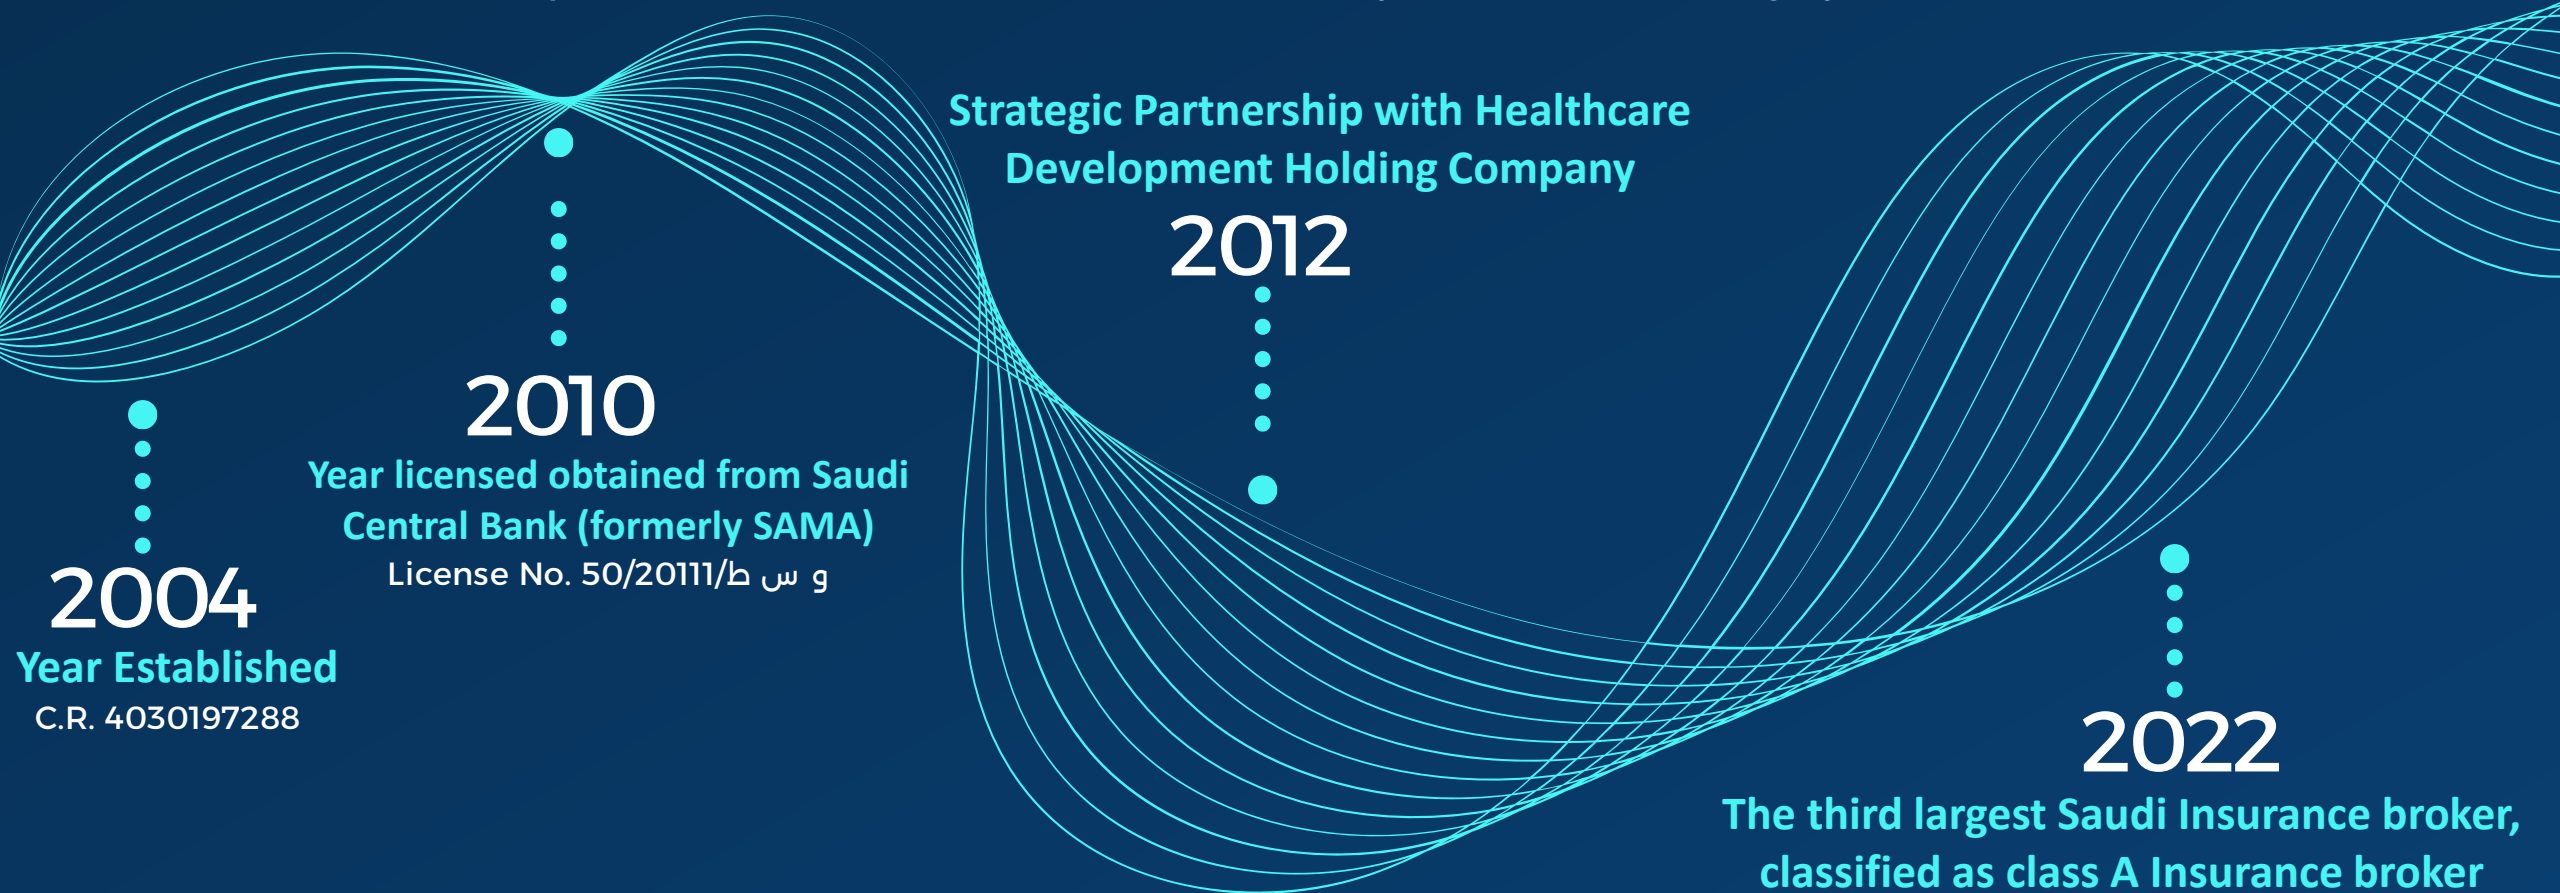 2004
Year Established
C.R. 4030197288
2010
Year licensed obtained from Saudi
Central Bank (formerly SAMA)
License No. 50/20111/و س ط
Strategic Partnership with Healthcare
Development Holding Company
2012
2022
The third largest Saudi Insurance broker,
classified as class A Insurance broker